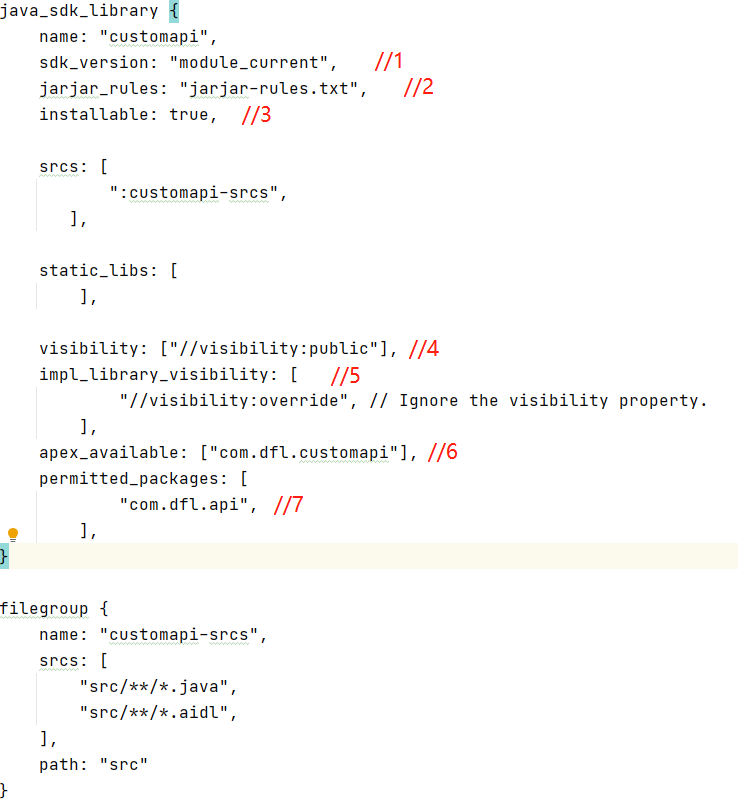 java_sdk_library {
    name: "customapi",
    sdk_version: "module_current",    //1
    jarjar_rules: "jarjar-rules.txt",    //2
    installable: true,  //3

    srcs: [
           ":customapi-srcs",
       ],

    static_libs: [
        ],

    visibility: ["//visibility:public"], //4
    impl_library_visibility: [   //5
            "//visibility:override", // Ignore the visibility property.
        ],
    apex_available: ["com.dfl.customapi"], //6
    permitted_packages: [
            "com.dfl.api",  //7
        ],
}

filegroup {
    name: "customapi-srcs",
    srcs: [
        "src/**/*.java",
        "src/**/*.aidl",
    ],
    path: "src"
}